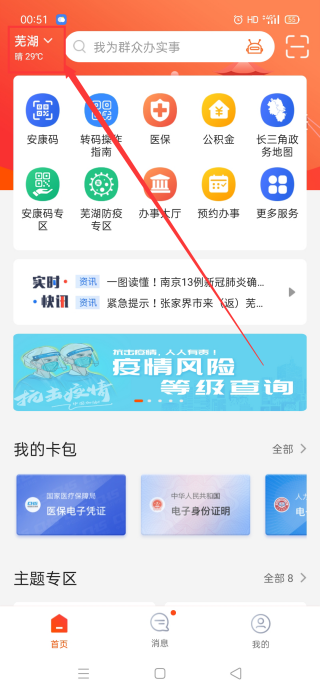 00:51
HD 5G 55
芜湖
晴 29℃
我为群众办实事
安康码
转码操作指南
医保
公积金
长三角政务地图
安康码专区
芜湖防疫专区
办事大厅
预约办事
更多服务
实时 资讯 一图读懂！南京13例新冠肺炎确...
快讯 资讯 紧急提示！张家界市来（返）芜...
抗击疫情，人人有责！
疫情风险
等级查询
抗击疫情
我的卡包 全部
国家医疗保障局
医保电子凭证
中华人民共和国
电子身份证明
人力
电子
主题专区 全部 8
首页
消息
我的